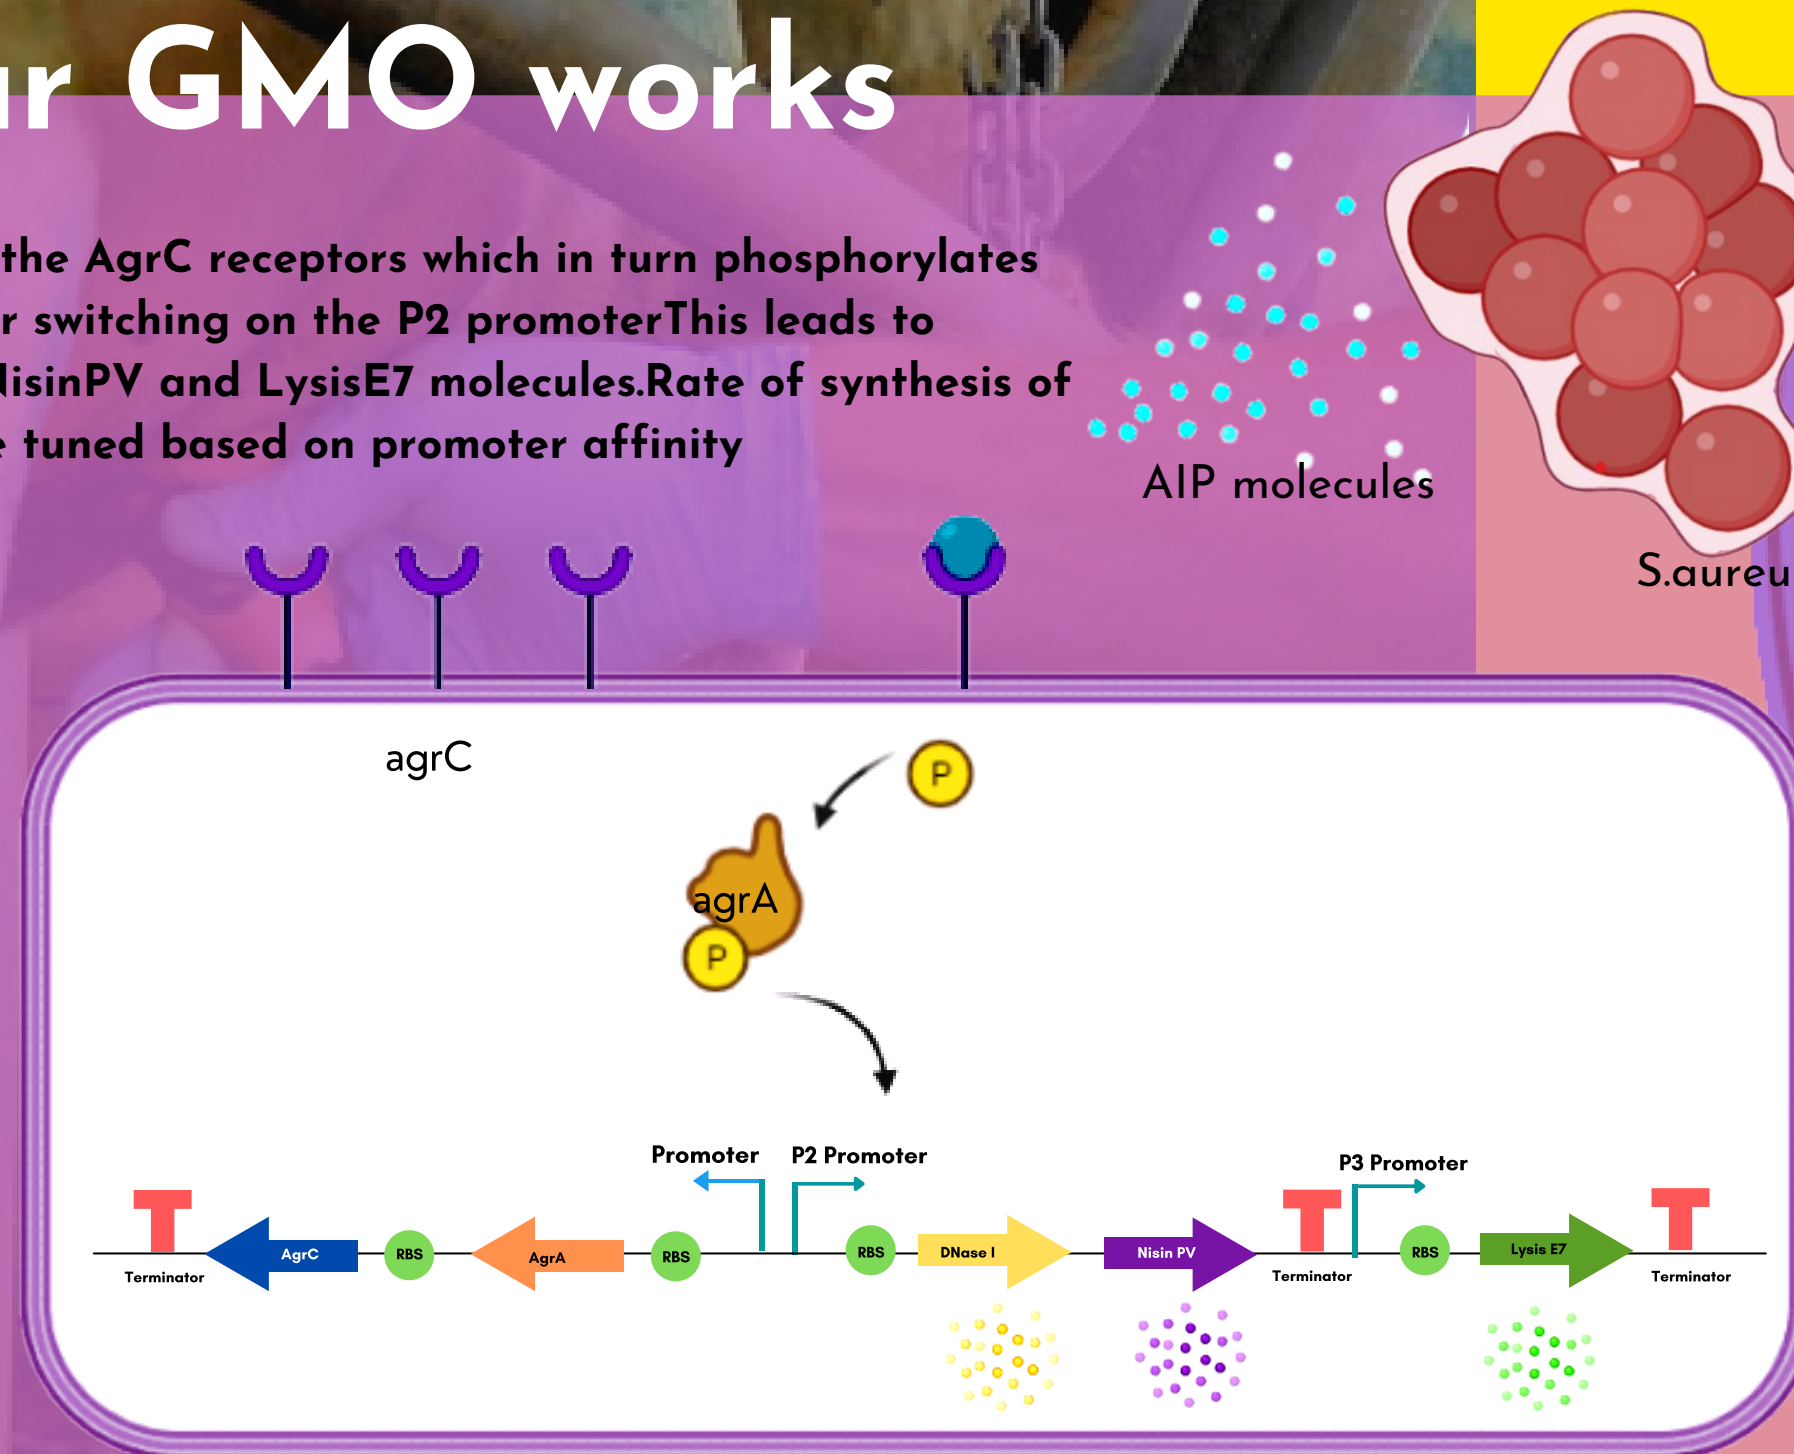 ur GMO works
the AgrC receptors which in turn phosphorylates
r switching on the P2 promoterThis leads to
NisinPV and LysisE7 molecules.Rate of synthesis of
e tuned based on promoter affinity
AIP molecules
S.aureu
agrC
P
agrA
P
Promoter
P2 Promoter
P3 Promoter
AgrC
RBS
AgrA
RBS
RBS
DNase I
Nisin PV
RBS
Lysis E7
Terminator
Terminator
Terminator